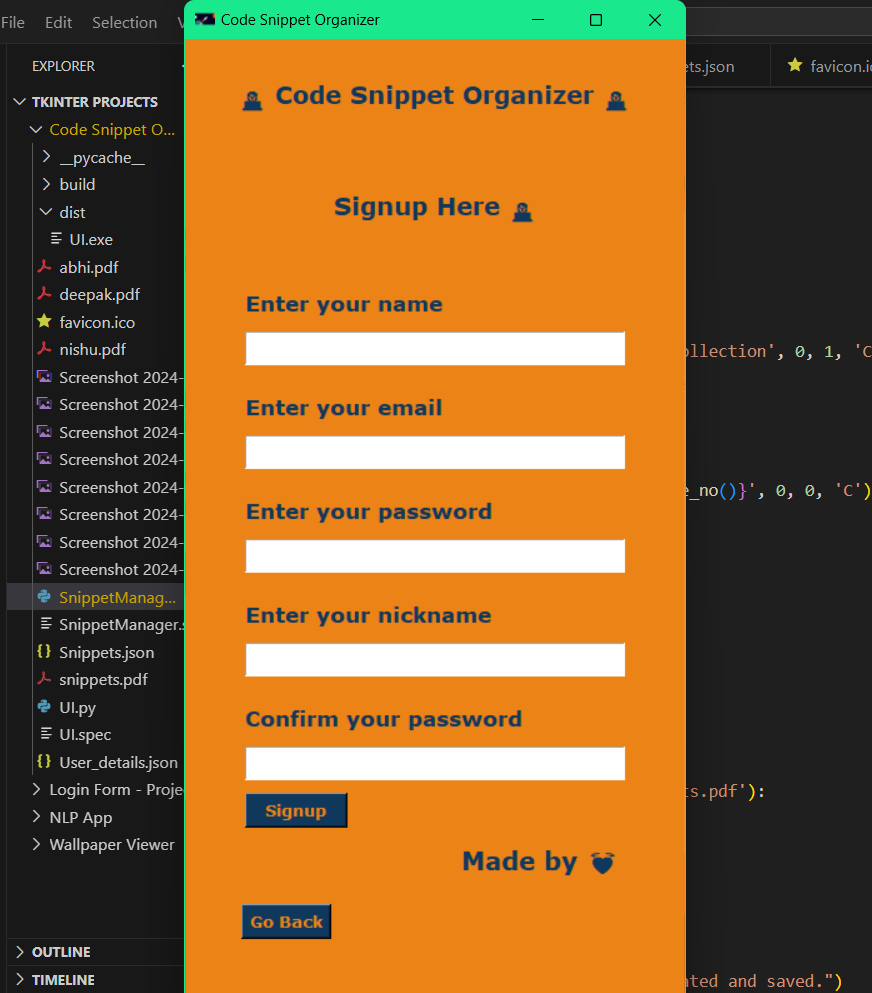 File Edit Selection
Code Snippet Organizer
EXPLORER
TKINTER PROJECTS
Code Snippet O...
__pycache__
build
dist
UI.exe
abhi.pdf
deepak.pdf
favicon.ico
nishu.pdf
Screenshot 2024-
Screenshot 2024-
Screenshot 2024-
Screenshot 2024-
Screenshot 2024-
Screenshot 2024-
Screenshot 2024-
Screenshot 2024-
SnippetManag...
SnippetManager.s
Snippets.json
snippets.pdf
UI.py
UI.spec
User_details.json
Login Form - Proje
NLP App
Wallpaper Viewer
OUTLINE
TIMELINE
Code Snippet Organizer
Signup Here
Enter your name
Enter your email
Enter your password
Enter your nickname
Confirm your password
Signup
Made by
Go Back
ets.json favicon.ic
ollection', 0, 1, 'C
e_no()}', 0, 0, 'C')
ts.pdf'):
ated and saved.")